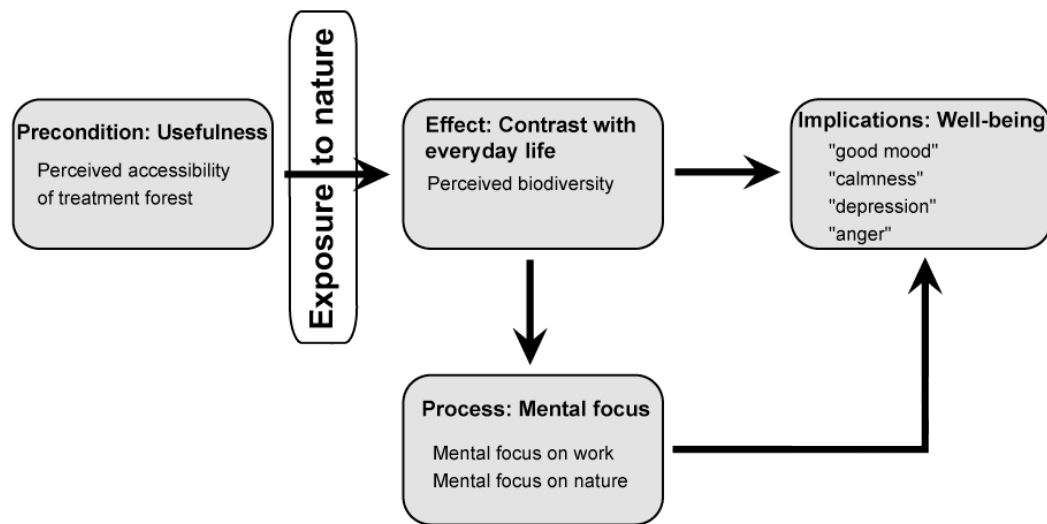 Precondition: Usefulness
Perceived accessibility
of treatment forest
Exposure to nature
Effect: Contrast with
everyday life
Perceived biodiversity
Implications: Well-being
"good mood"
"calmness"
"depression"
"anger"
Process: Mental focus
Mental focus on work
Mental focus on nature